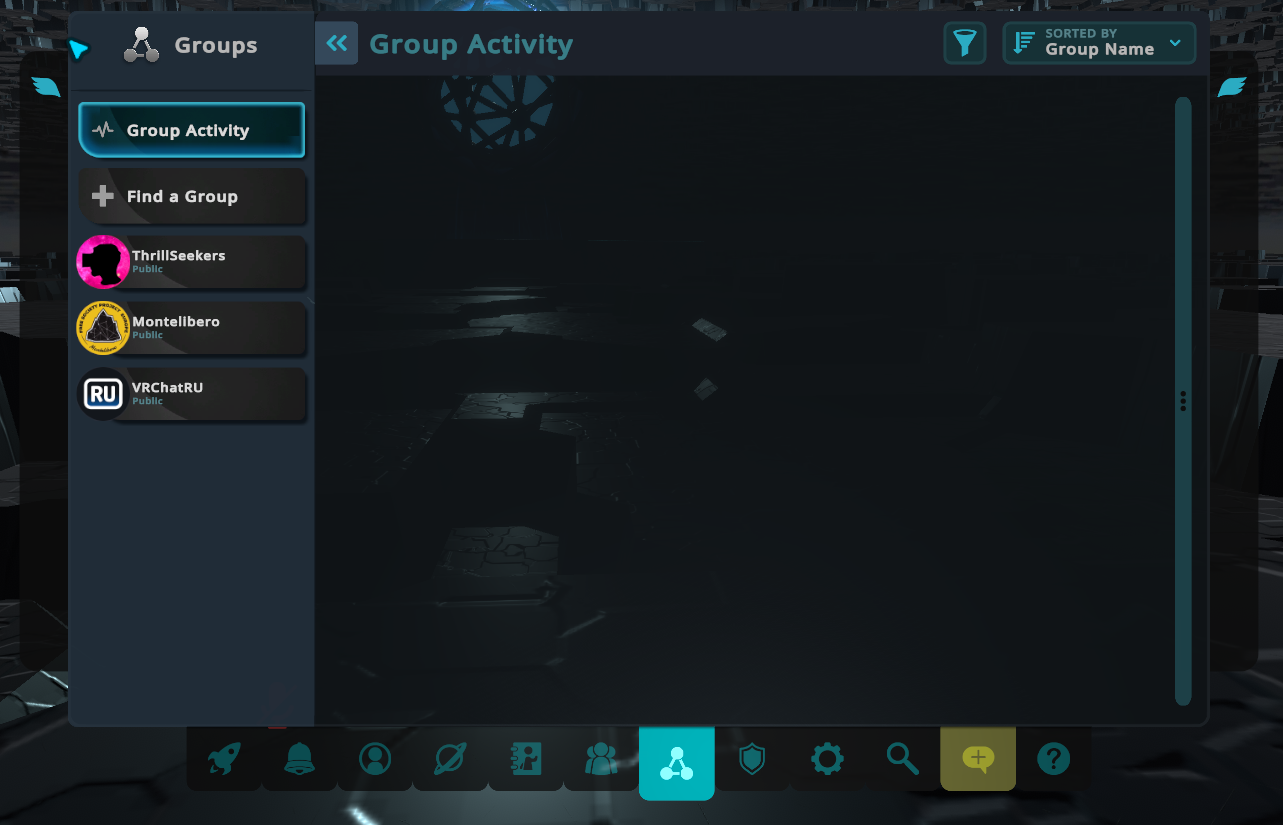 Groups
Group Activity
SORTED BY
Group Name
Group Activity
Find a Group
ThrillSeekers
Public
Montelibero
Public
RU
VRChatRU
Public